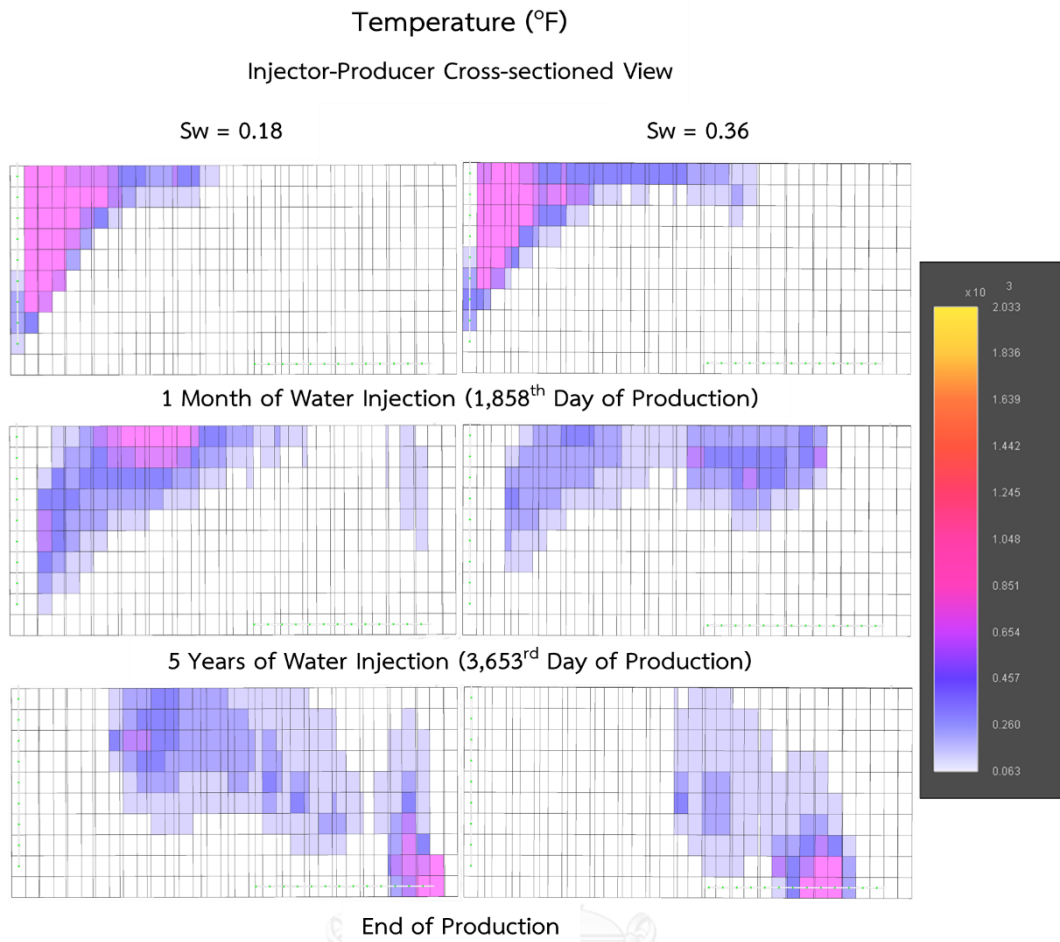 Temperature (ºF)
Injector-Producer Cross-sectioned View
Sw = 0.18
Sw = 0.36
1 Month of Water Injection (1,858th Day of Production)
5 Years of Water Injection (3,653rd Day of Production)
End of Production
x 10 3
2.033
1.836
1.639
1.442
1.245
1.048
0.851
0.654
0.457
0.260
0.063